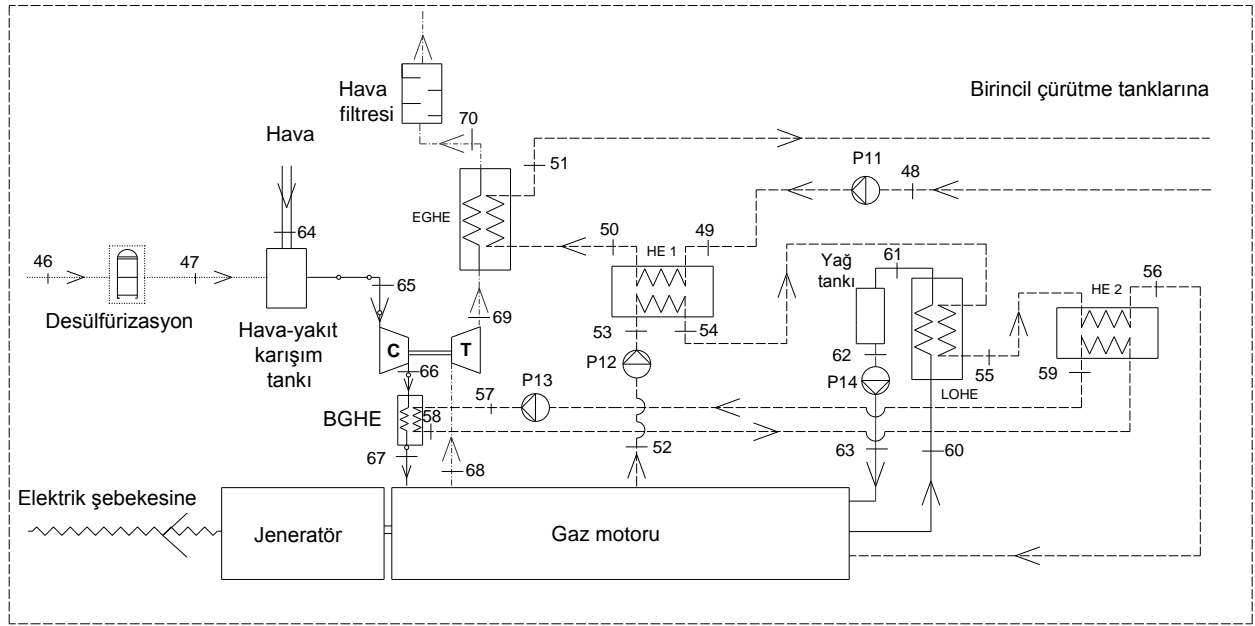 Hava
filtresi
70
Birincil çürütme tanklarına
Hava
51
P11
48
EGHE
64
50
HE 1
49
46
47
Yağ
tankı
61
56
HE 2
65
Desülfürizasyon
Hava-yakıt
karışım
tankı
69
53
54
C
T
62
P12
55
59
66
P13
P14
LOHE
57
BGHE
58
67
68
52
63
60
Elektrik şebekesine
Jeneratör
Gaz motoru